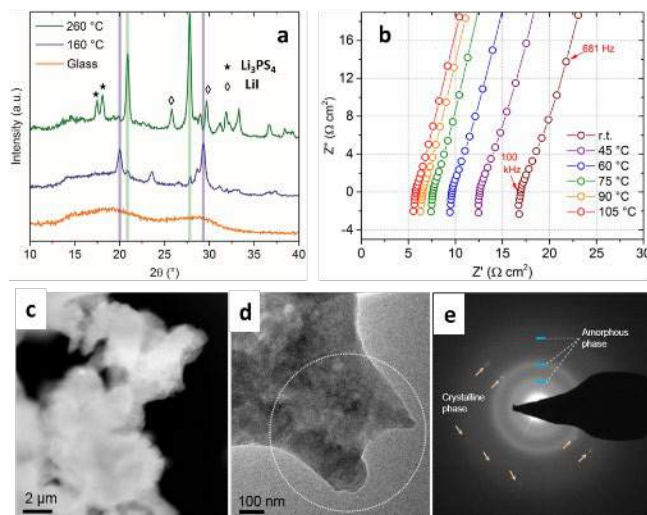 260 °C
160 °C
Glass
a
★ Li₃PS₄
◊ LiI
Intensity (a.u.)
10 15 20 25 30 35 40
2θ (°)
b
681 Hz
100
kHz
r.t.
45 °C
60 °C
75 °C
90 °C
105 °C
Z" (Ω cm²)
16
12
8
4
0
-4
0 5 10 15 20 25 30
Z' (Ω cm²)
c
2 µm
d
100 nm
e
Amorphous
phase
Crystalline
phase